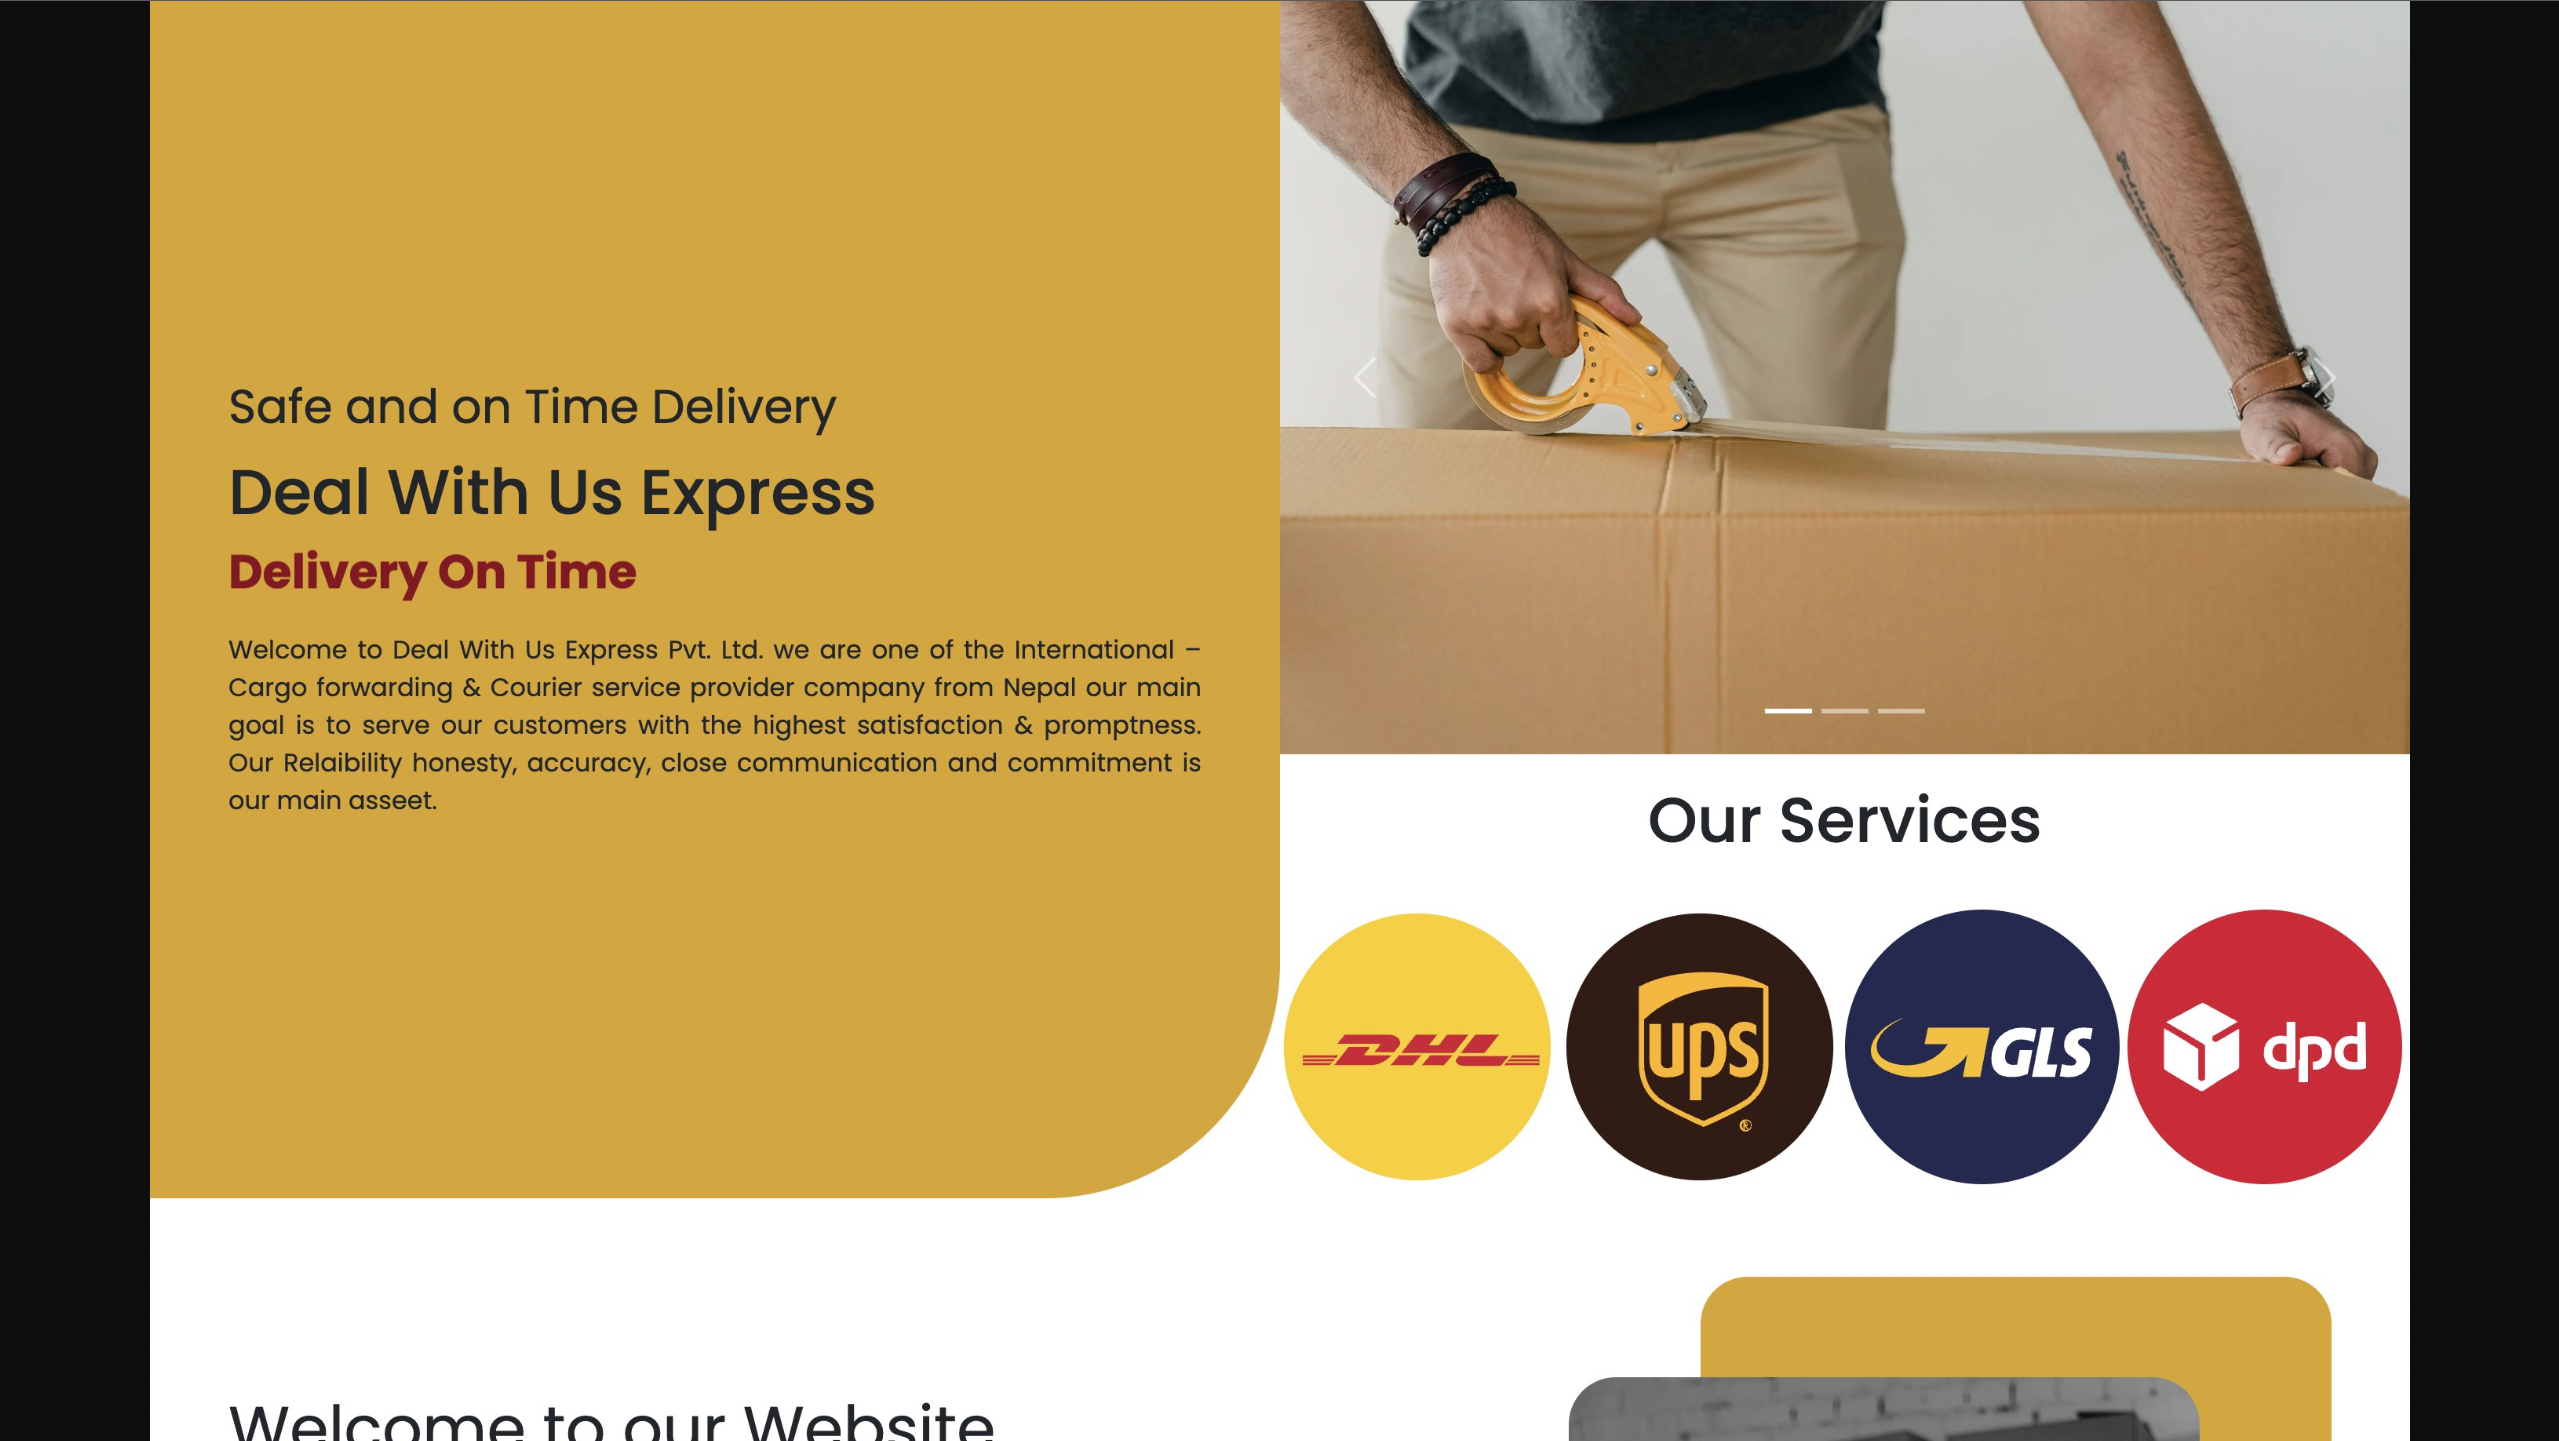 Safe and on Time Delivery
Deal With Us Express
Delivery On Time
Welcome to Deal With Us Express Pvt. Ltd. we are one of the International –
Cargo forwarding & Courier service provider company from Nepal our main
goal is to serve our customers with the highest satisfaction & promptness.
Our Relaibility honesty, accuracy, close communication and commitment is
our main asseet.
Our Services
DHL
ups
®
GLS
dpd
Welcome to our Website